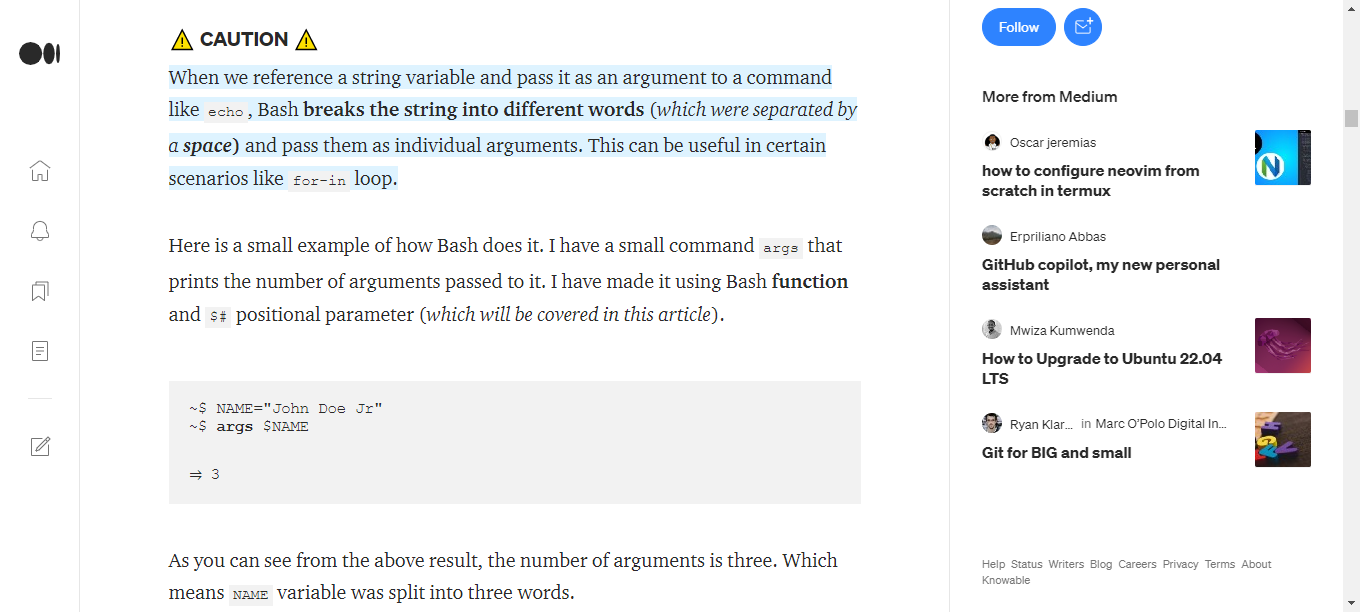 CAUTION
When we reference a string variable and pass it as an argument to a command
like echo, Bash breaks the string into different words (which were separated by
a space) and pass them as individual arguments. This can be useful in certain
scenarios like for-in loop.
Here is a small example of how Bash does it. I have a small command args that
prints the number of arguments passed to it. I have made it using Bash function
and $# positional parameter (which will be covered in this article).
~$ NAME="John Doe Jr"
~$ args $NAME
⇒ 3
As you can see from the above result, the number of arguments is three. Which
means NAME variable was split into three words.
Follow
More from Medium
Oscar jeremias
how to configure neovim from
scratch in termux
Erpriliano Abbas
GitHub copilot, my new personal
assistant
Mwiza Kumwenda
How to Upgrade to Ubuntu 22.04
LTS
Ryan Klar... in Marco O'Polo Digital In...
Git for BIG and small
Help Status Writers Blog Careers Privacy Terms About
Knowable